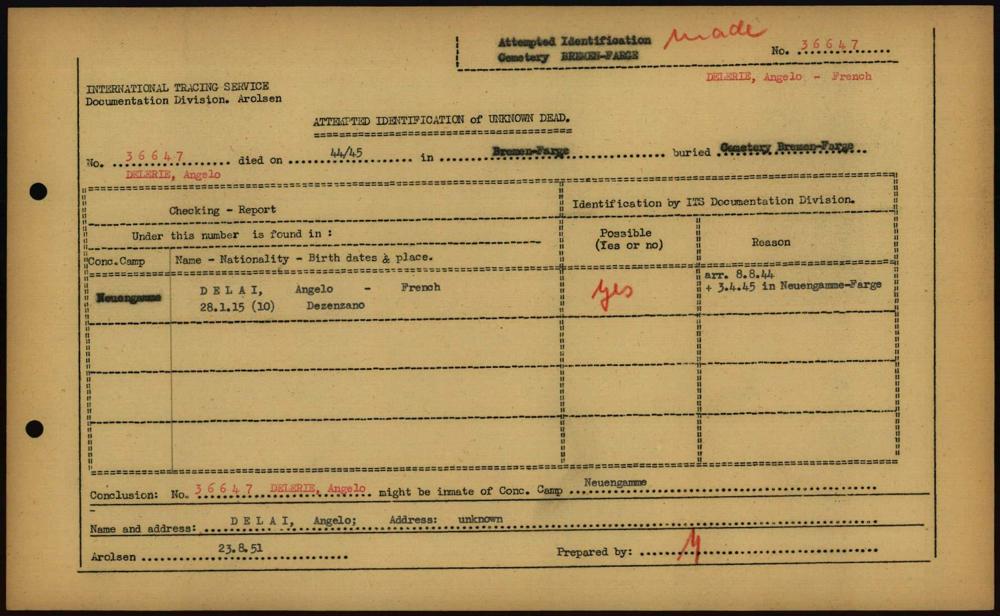 Attempted Identification made
Cemetery BREMEN-FARGE
No. 36647
DELERIE, Angelo - French
INTERNATIONAL TRACING SERVICE
Documentation Division. Arolsen
ATTEMPTED IDENTIFICATION of UNKNOWN DEAD.
No. 36647 died on 44/45 in Bremen-Farge buried Cemetery Bremen-Farge
DELERIE, Angelo
Checking - Report
Identification by ITS Documentation Division.
Under this number is found in :
Possible
(Yes or no)
Reason
Conc.Camp
Name - Nationality - Birth dates & place.
Neuengamme
DELAI, Angelo - French
28.1.15 (10) Dezenzano
yes
arr. 8.8.44
+ 3.4.45 in Neuengamme-Farge
Conclusion: No. 36647 DELERIE, Angelo might be inmate of Conc. Camp Neuengamme
Name and address: DELAI, Angelo; Address: unknown
Arolsen 23.8.51
Prepared by: